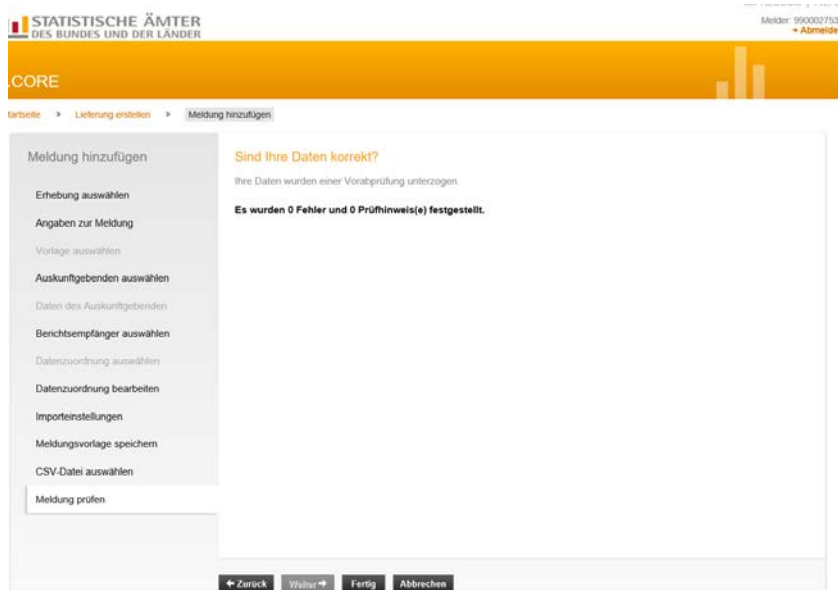 STATISTISCHE ÄMTER
DES BUNDES UND DER LÄNDER
Melder: 990002753
Abmelde
.CORE
tartseite » Lieferung erstellen » Meldung hinzufügen
Meldung hinzufügen
Erhebung auswählen
Angaben zur Meldung
Vorlage auswählen
Auskunftgebenden auswählen
Daten des Auskunftgebenden
Berichtsempfänger auswählen
Datenzuordnung auswählen
Datenzuordnung bearbeiten
Importeinstellungen
Meldungsvorlage speichern
CSV-Datei auswählen
Meldung prüfen
Sind Ihre Daten korrekt?
Ihre Daten wurden einer Vorabprüfung unterzogen.
Es wurden 0 Fehler und 0 Prüfhinweis(e) festgestellt.
Zurück Weiter Fertig Abbrechen